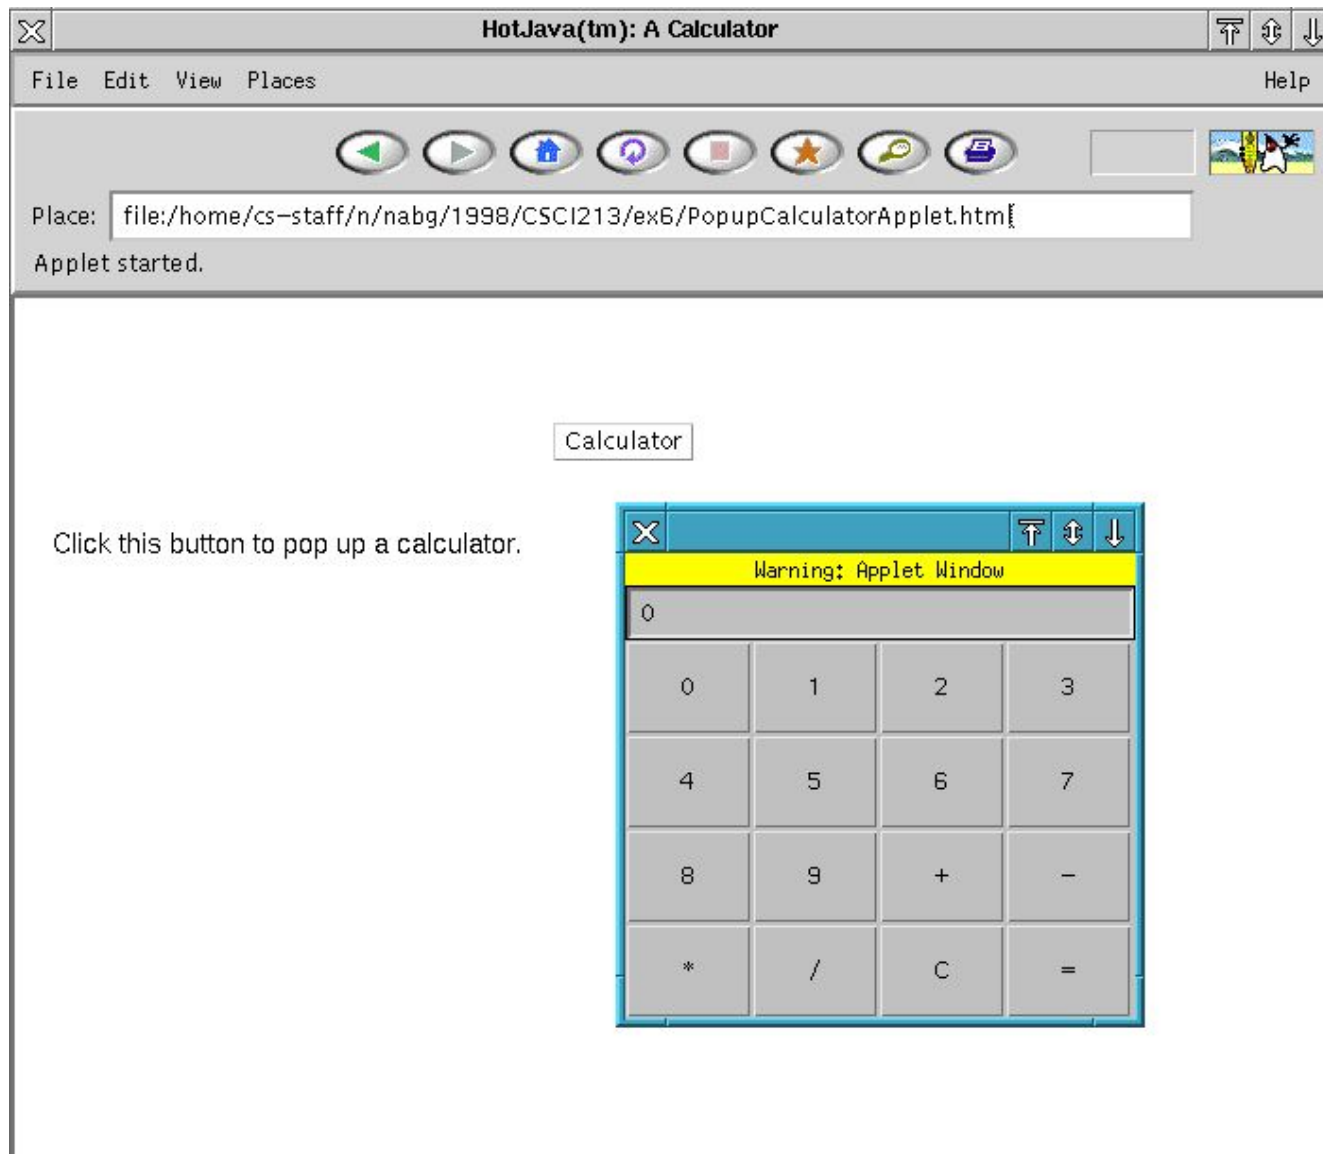 HotJava(tm): A Calculator
File Edit View Places Help
Place: file:/home/cs-staff/n/nabg/1998/CSCI213/ex6/PopupCalculatorApplet.html
Applet started.
Calculator
Click this button to pop up a calculator.
Warning: Applet Window
0
0 1 2 3
4 5 6 7
8 9 + -
* / C =